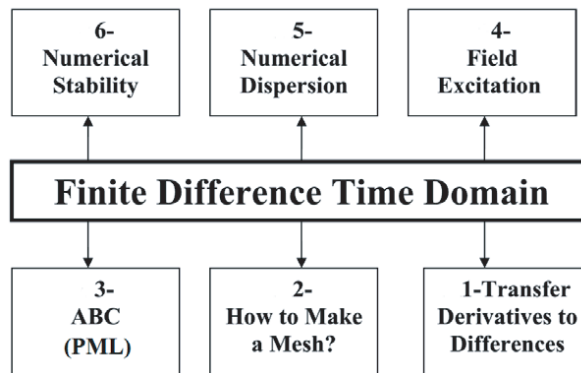 6-
Numerical
Stability
5-
Numerical
Dispersion
4-
Field
Excitation
Finite Difference Time Domain
3-
ABC
(PML)
2-
How to Make
a Mesh?
1-Transfer
Derivatives to
Differences